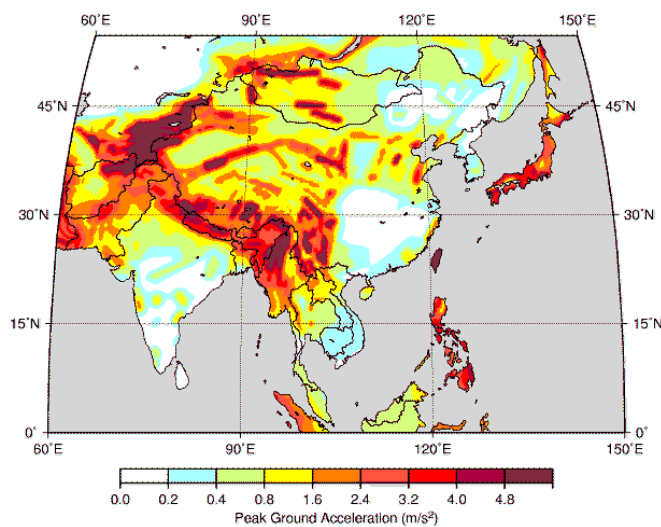 60˚E 90˚E 120˚E 150˚E
45˚N 45˚N
30˚N 30˚N
15˚N 15˚N
0˚ 0˚
60˚E 90˚E 120˚E 150˚E
0.0 0.2 0.4 0.8 1.6 2.4 3.2 4.0 4.8
Peak Ground Acceleration (m/s²)